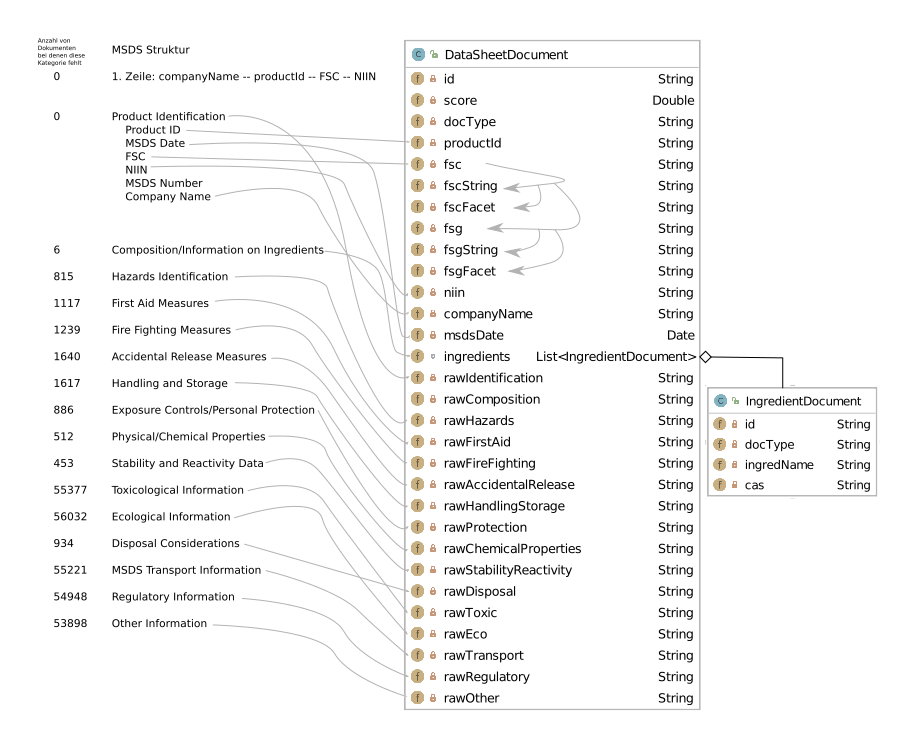 Anzahl von
Dokumenten
bei denen diese
Kategorie fehlt
MSDS Struktur
0 1. Zeile: companyName -- productId -- FSC -- NIIN
0 Product Identification
Product ID
MSDS Date
FSC
NIIN
MSDS Number
Company Name
6 Composition/Information on Ingredients
815 Hazards Identification
1117 First Aid Measures
1239 Fire Fighting Measures
1640 Accidental Release Measures
1617 Handling and Storage
886 Exposure Controls/Personal Protection
512 Physical/Chemical Properties
453 Stability and Reactivity Data
55377 Toxicological Information
56032 Ecological Information
934 Disposal Considerations
55221 MSDS Transport Information
54948 Regulatory Information
53898 Other Information
C DataSheetDocument
f id String
f score Double
f docType String
f productId String
f fsc String
f fscString String
f fscFacet String
f fsg String
f fsgString String
f fsgFacet String
f niin String
f companyName String
f msdsDate Date
f ingredients List<IngredientDocument>
f rawIdentification String
f rawComposition String
f rawHazards String
f rawFirstAid String
f rawFireFighting String
f rawAccidentalRelease String
f rawHandlingStorage String
f rawProtection String
f rawChemicalProperties String
f rawStabilityReactivity String
f rawDisposal String
f rawToxic String
f rawEco String
f rawTransport String
f rawRegulatory String
f rawOther String
C IngredientDocument
f id String
f docType String
f ingredName String
f cas String